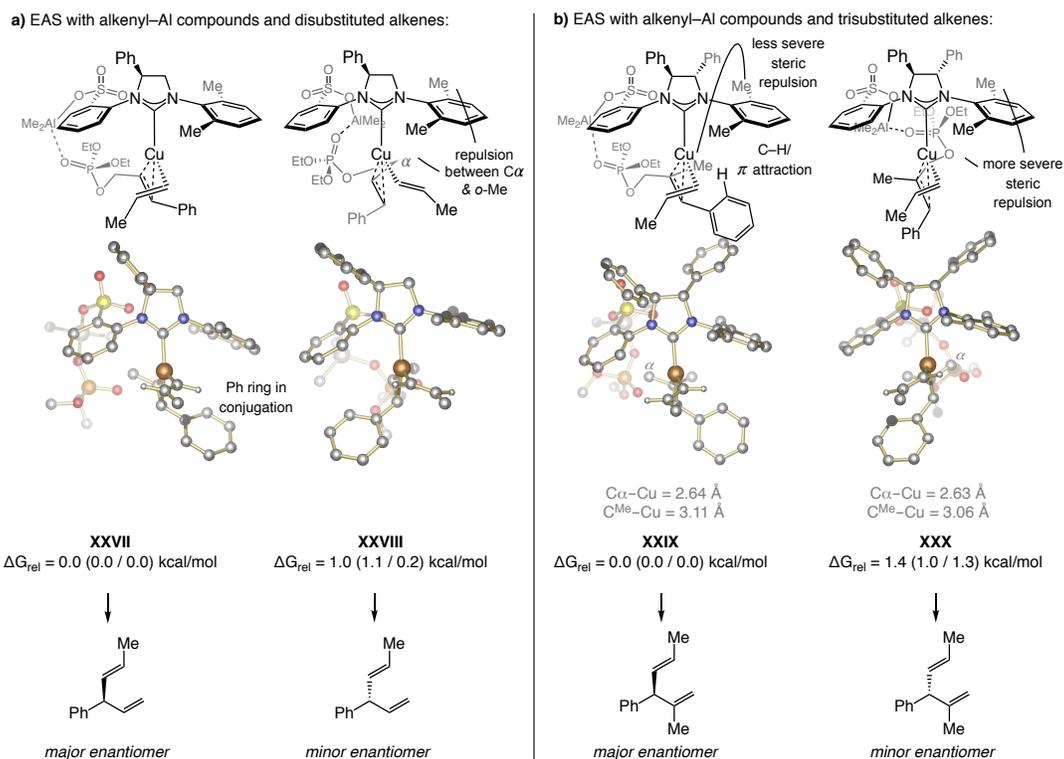 a) EAS with alkenyl–Al compounds and disubstituted alkenes:
Ph
O
O
S
O
Me2Al
N
N
Me
Me
Cu
EtO
OEt
O
P
O
Me
Ph
Ph
O
O
S
O
N
N
AlMe2
Me
Me
O
EtO
P
EtO
O
Cu
α
Me
Ph
repulsion
between Cα
& o-Me
Ph ring in
conjugation
XXVII
ΔGrel = 0.0 (0.0 / 0.0) kcal/mol
XXVIII
ΔGrel = 1.0 (1.1 / 0.2) kcal/mol
Me
Ph
major enantiomer
Me
Ph
minor enantiomer
b) EAS with alkenyl–Al compounds and trisubstituted alkenes:
Ph
Ph
less severe
steric
repulsion
O
O
S
O
Me2Al
N
N
Me
Me
Cu
Me
EtO
OEt
O
P
O
Me
H
C–H/
π attraction
Ph
Ph
O
O
S
O
N
N
Me
Me
Me2Al
EtO
OEt
O
P
O
Cu
Me
Me
Ph
more severe
steric
repulsion
α
α
Cα–Cu = 2.64 Å
CMe–Cu = 3.11 Å
Cα–Cu = 2.63 Å
CMe–Cu = 3.06 Å
XXIX
ΔGrel = 0.0 (0.0 / 0.0) kcal/mol
XXX
ΔGrel = 1.4 (1.0 / 1.3) kcal/mol
Me
Ph
Me
major enantiomer
Me
Ph
Me
minor enantiomer